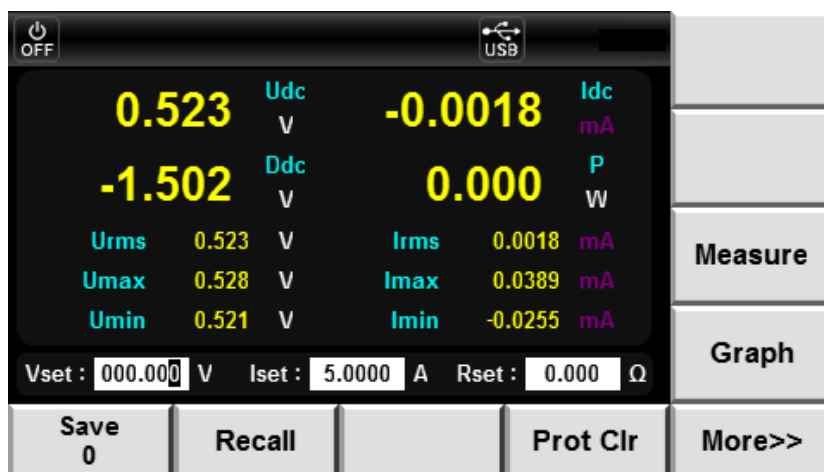 OFF USB
0.523 Udc V -0.0018 Idc mA
-1.502 Ddc V 0.000 P W
Urms 0.523 V Irms 0.0018 mA
Umax 0.528 V Imax 0.0389 mA
Umin 0.521 V Imin -0.0255 mA
Vset : 000.000 V Iset : 5.0000 A Rset : 0.000 Ω
Measure
Graph
Save 0
Recall
Prot Clr
More>>